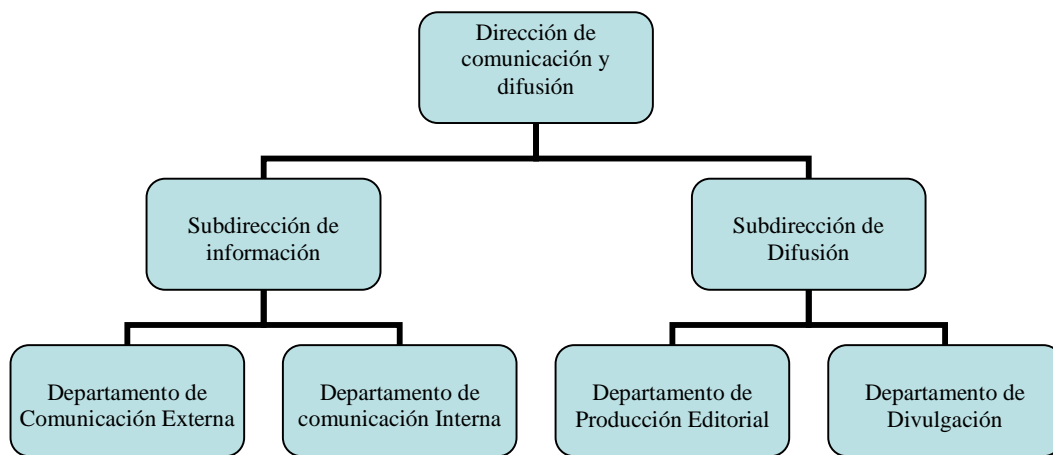 Dirección de
comunicación y
difusión
Subdirección de
información
Subdirección de
Difusión
Departamento de
Comunicación Externa
Departamento de
comunicación Interna
Departamento de
Producción Editorial
Departamento de
Divulgación